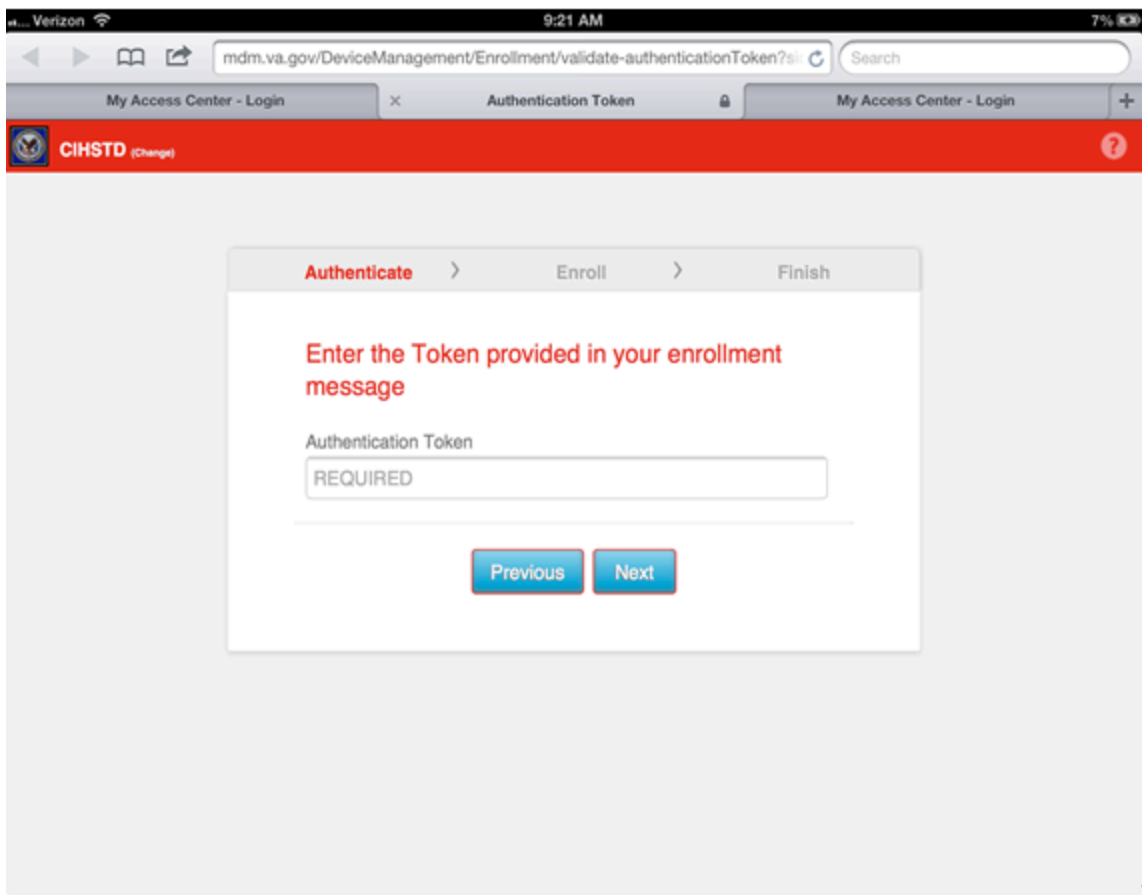 ... Verizon 9:21 AM 7%
mdm.va.gov/DeviceManagement/Enrollment/validate-authenticationToken?si Search
My Access Center - Login Authentication Token My Access Center - Login
CIHSTD (Change) ?
Authenticate Enroll Finish
Enter the Token provided in your enrollment
message
Authentication Token
REQUIRED
Previous Next